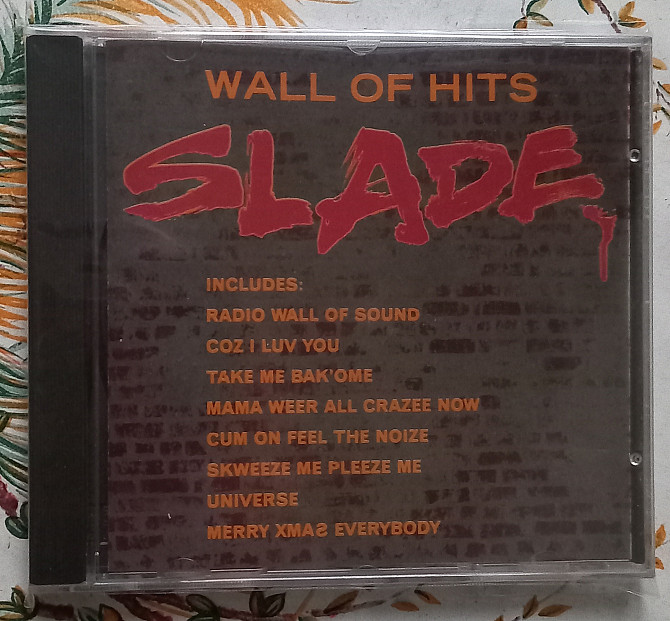 WALL OF HITS
SLADE
INCLUDES:
RADIO WALL OF SOUND
COZ I LUV YOU
TAKE ME BAK'OME
MAMA WEER ALL CRAZEE NOW
CUM ON FEEL THE NOIZE
SKWEEZE ME PLEEZE ME
UNIVERSE
MERRY XMAS EVERYBODY